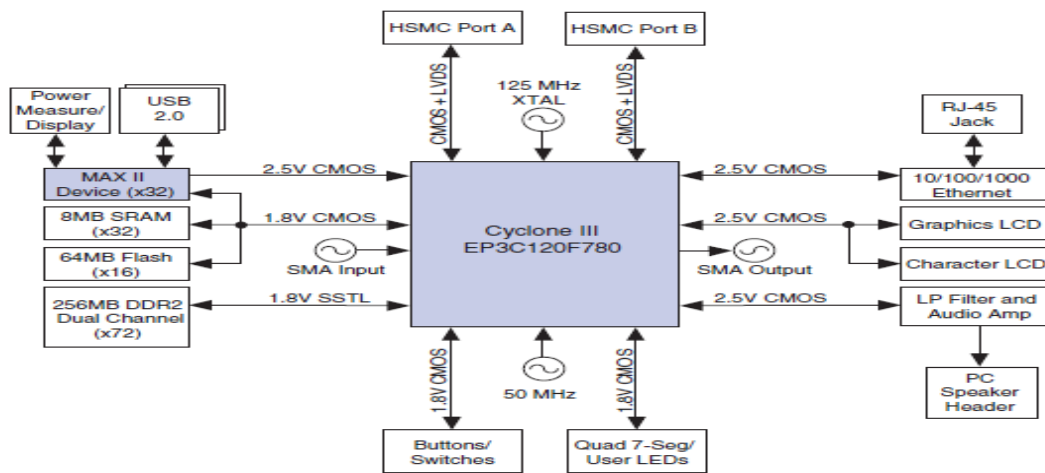 HSMC Port A
HSMC Port B
CMOS + LVDS
125 MHz
XTAL
CMOS + LVDS
Power
Measure/
Display
USB
2.0
RJ-45
Jack
MAX II
Device (x32)
2.5V CMOS
2.5V CMOS
10/100/1000
Ethernet
8MB SRAM
(x32)
1.8V CMOS
Cyclone III
EP3C120F780
2.5V CMOS
Graphics LCD
64MB Flash
(x16)
SMA Input
SMA Output
Character LCD
256MB DDR2
Dual Channel
(x72)
1.8V SSTL
2.5V CMOS
LP Filter and
Audio Amp
1.8V CMOS
50 MHz
1.8V CMOS
PC
Speaker
Header
Buttons/
Switches
Quad 7-Seg/
User LEDs